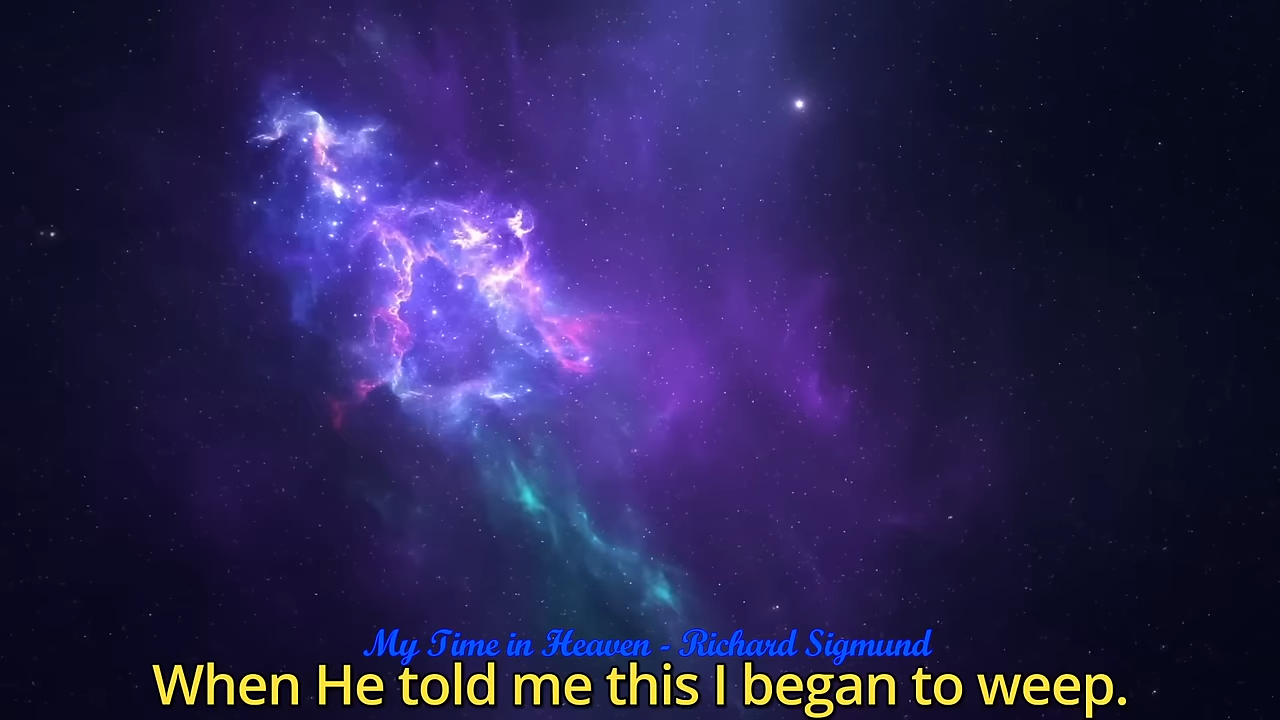 My Time in Heaven - Richard Sigmund
When He told me this I began to weep.